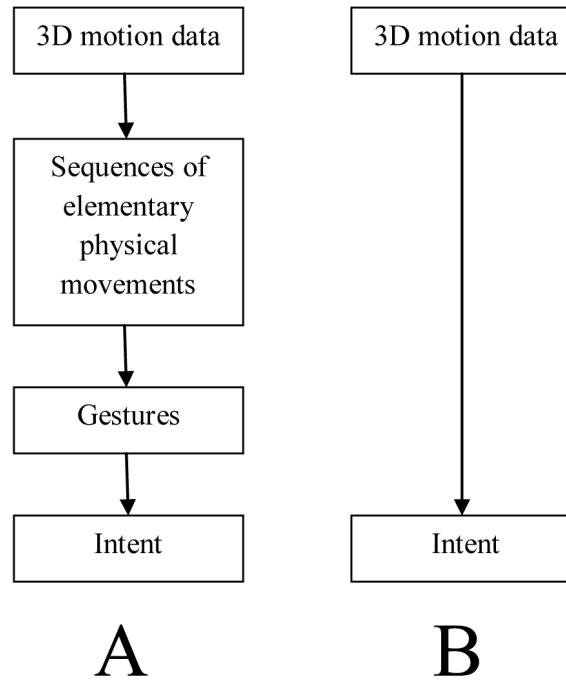 3D motion data
Sequences of
elementary
physical
movements
Gestures
Intent
A
3D motion data
Intent
B